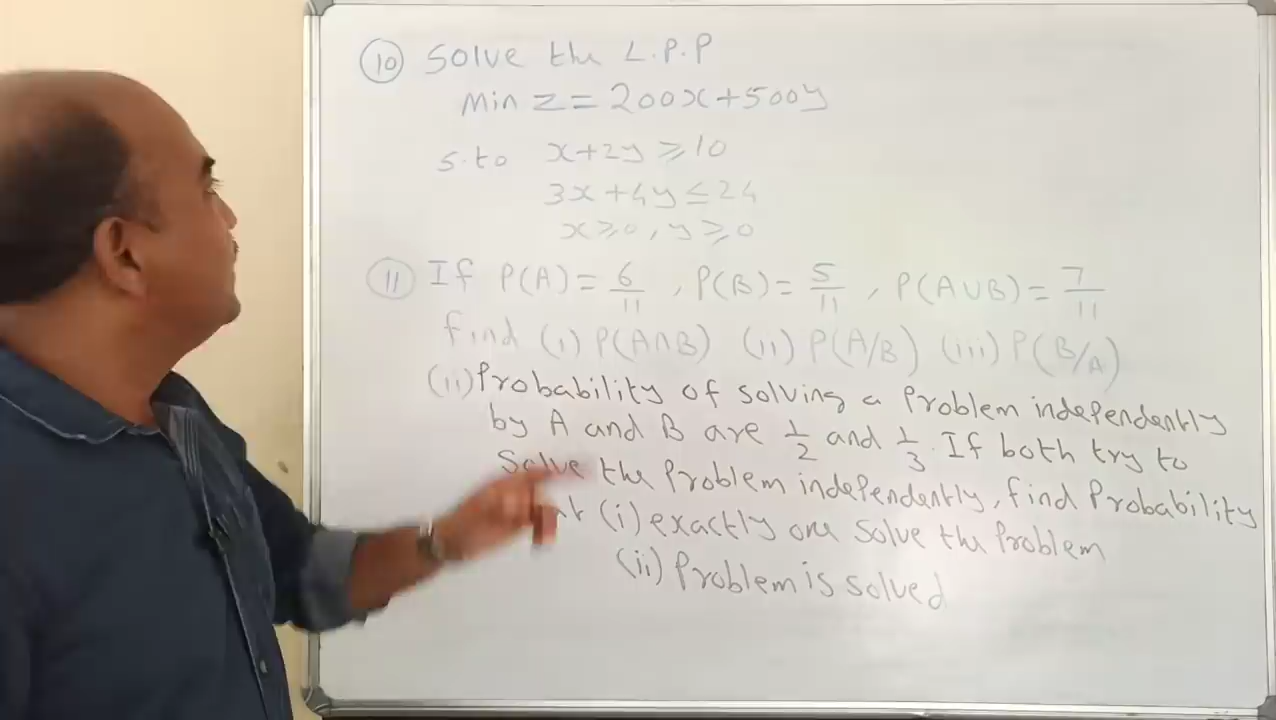 (10) Solve the L.P.P
Min Z = 200x+500y
s.to x+2y ≥ 10
3x+4y ≤ 24
x≥0, y≥0
(11) If P(A) = 6/11, P(B) = 5/11, P(A∪B) = 7/11
find (i) P(A∩B) (ii) P(A/B) (iii) P(B/A)
(ii) Probability of solving a problem independently
by A and B are 1/2 and 1/3. If both try to
Solve the Problem independently, find Probability
(i) exactly one Solve the Problem
(ii) Problem is solved